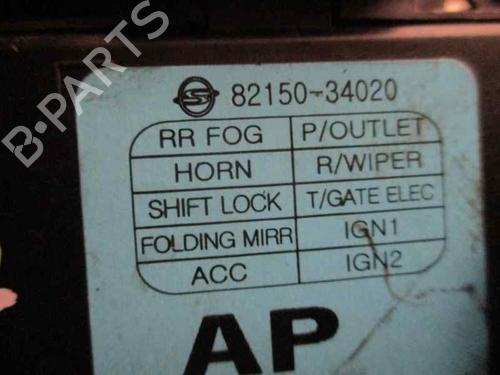 B-PARTS
82150-34020
RR FOG P/OUTLET
HORN R/WIPER
SHIFT LOCK T/GATE ELEC
FOLDING MIRR IGN1
ACC IGN2
AP